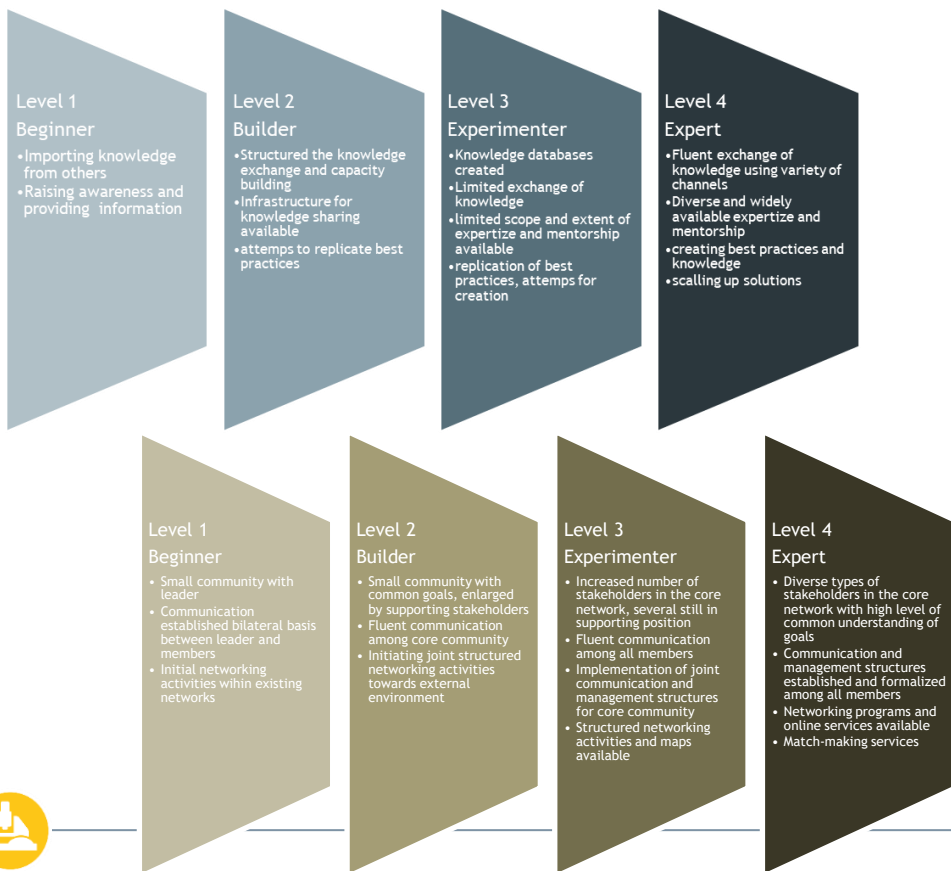 Level 1
Beginner
•Importing knowledge
from others
•Raising awareness and
providing information
Level 2
Builder
•Structured the knowledge
exchange and capacity
building
•Infrastructure for
knowledge sharing
available
•attemps to replicate best
practices
Level 3
Experimenter
•Knowledge databases
created
•Limited exchange of
knowledge
•limited scope and extent of
expertize and mentorship
available
•replication of best
practices, attemps for
creation
Level 4
Expert
•Fluent exchange of
knowledge using variety of
channels
•Diverse and widely
available expertize and
mentorship
•creating best practices and
knowledge
•scalling up solutions
Level 1
Beginner
• Small community with
leader
• Communication
established bilateral basis
between leader and
members
• Initial networking
activities wihin existing
networks
Level 2
Builder
• Small community with
common goals, enlarged
by supporting stakeholders
• Fluent communication
among core community
• Initiating joint structured
networking activities
towards external
environment
Level 3
Experimenter
• Increased number of
stakeholders in the core
network, several still in
supporting position
• Fluent communication
among all members
• Implementation of joint
communication and
management structures
for core community
• Structured networking
activities and maps
available
Level 4
Expert
• Diverse types of
stakeholders in the core
network with high level of
common understanding of
goals
• Communication and
management structures
established and formalized
among all members
• Networking programs and
online services available
• Match-making services